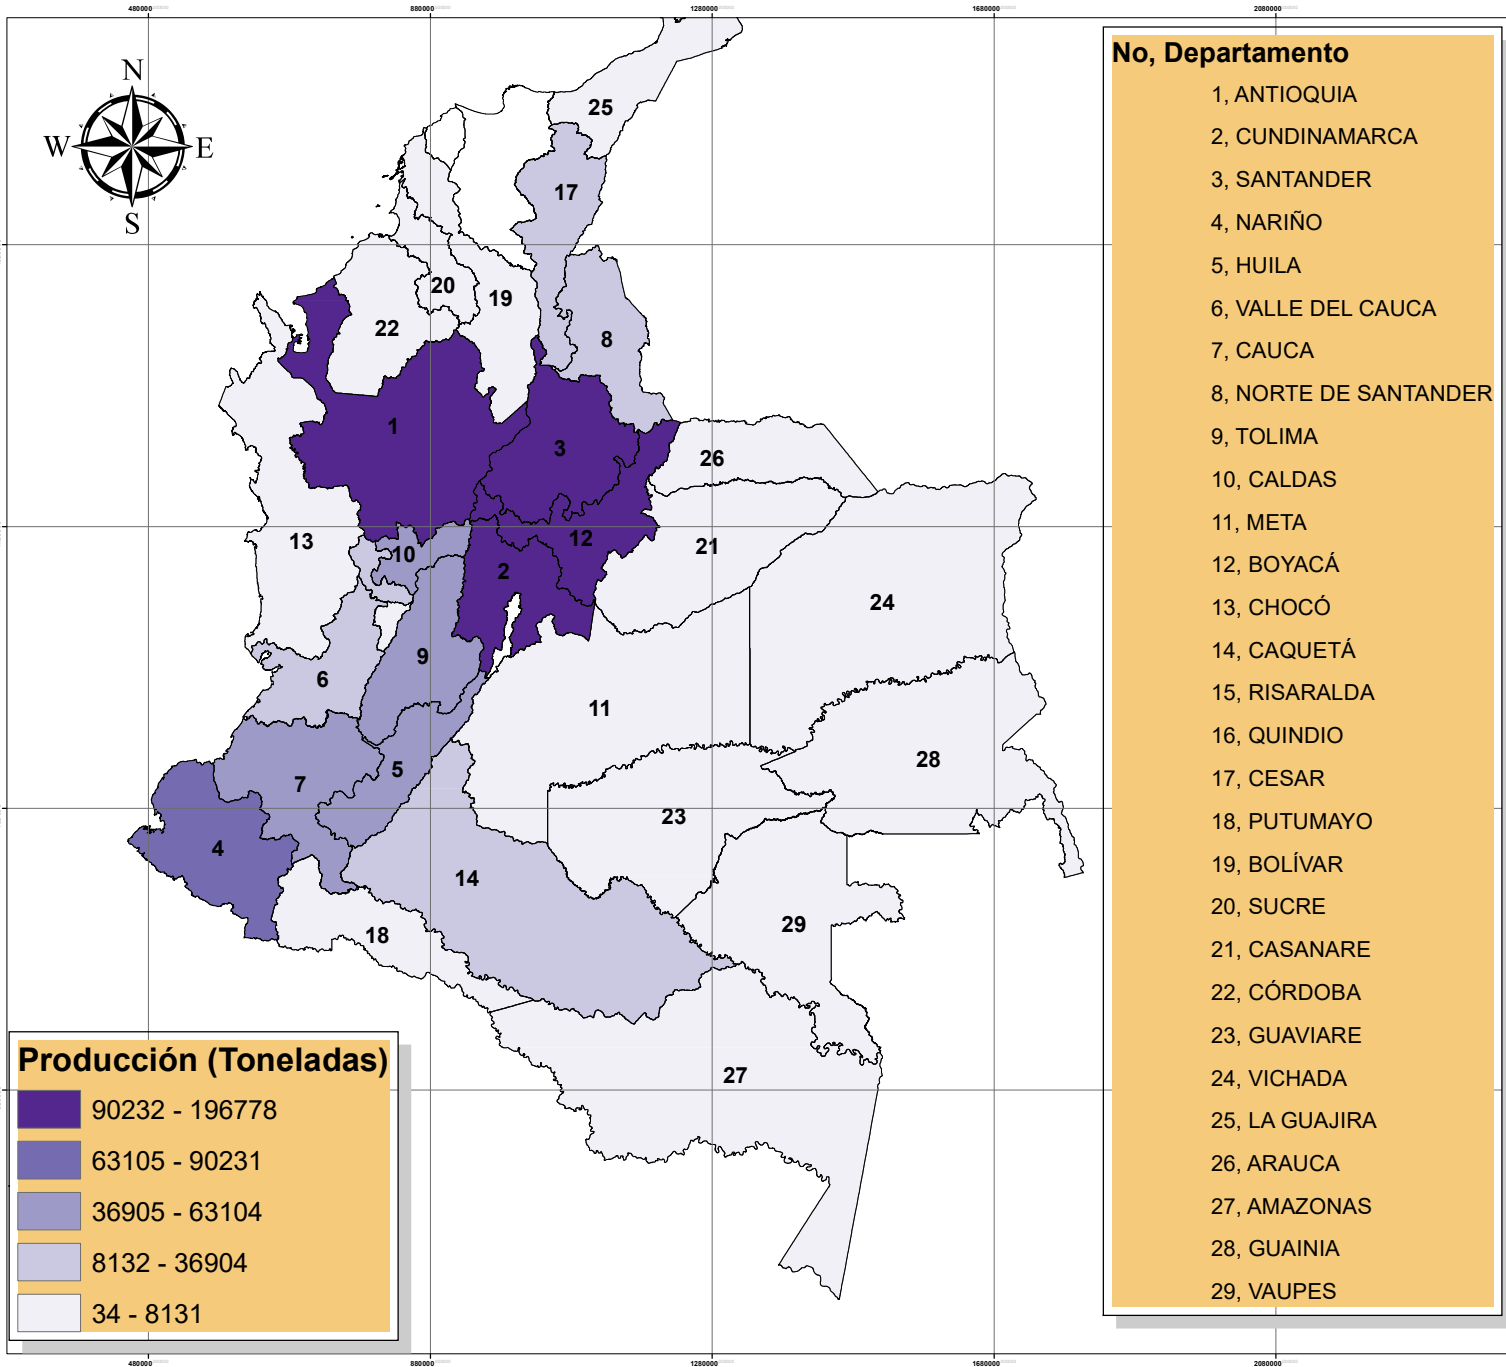 480000
880000
1280000
1680000
2080000
N
W
E
S
No, Departamento
1, ANTIOQUIA
2, CUNDINAMARCA
3, SANTANDER
4, NARIÑO
5, HUILA
6, VALLE DEL CAUCA
7, CAUCA
8, NORTE DE SANTANDER
9, TOLIMA
10, CALDAS
11, META
12, BOYACÁ
13, CHOCÓ
14, CAQUETÁ
15, RISARALDA
16, QUINDIO
17, CESAR
18, PUTUMAYO
19, BOLÍVAR
20, SUCRE
21, CASANARE
22, CÓRDOBA
23, GUAVIARE
24, VICHADA
25, LA GUAJIRA
26, ARAUCA
27, AMAZONAS
28, GUAINIA
29, VAUPES
25
17
20
19
22
8
1
3
26
13
10
12
21
2
24
9
6
11
5
7
28
23
4
14
29
18
27
Producción (Toneladas)
90232 - 196778
63105 - 90231
36905 - 63104
8132 - 36904
34 - 8131
480000
880000
1280000
1680000
2080000